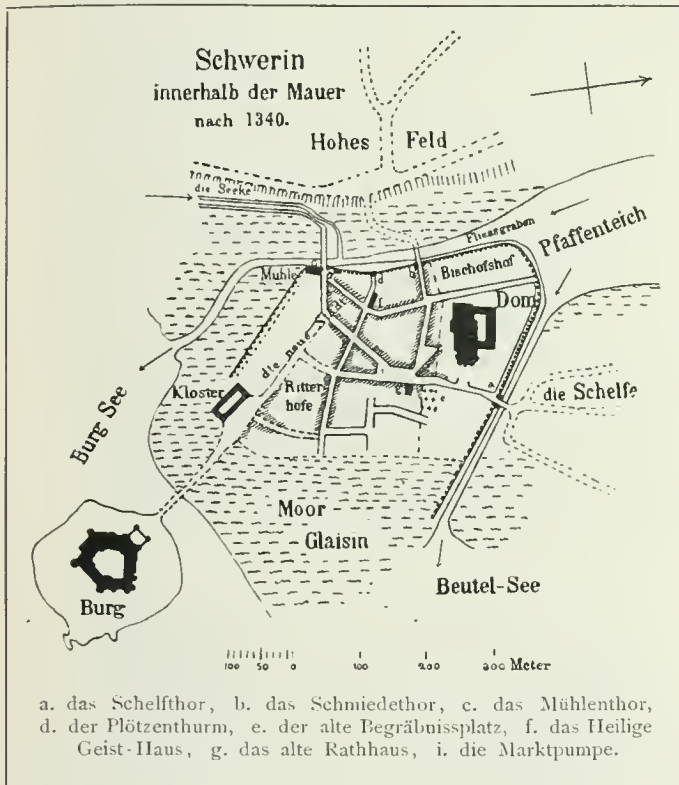 Schwerin
innerhalb der Mauer
nach 1340.
Hohes Feld
die Seeke
Fliessgraben
Pfaffenteich
Bischofshof
Mühle
Dom
die neue
Ritter
hofe
Kloster
die Schelfe
Burg See
Moor
Glaisin
Burg
Beutel-See
100 50 0 100 200 300 Meter
a. das Schelfthor, b. das Schmiedethor, c. das Mühlenthor,
d. der Plötzenthurm, e. der alte Begräbnissplatz, f. das Heilige
Geist-Haus, g. das alte Rathhaus, i. die Marktpumpe.